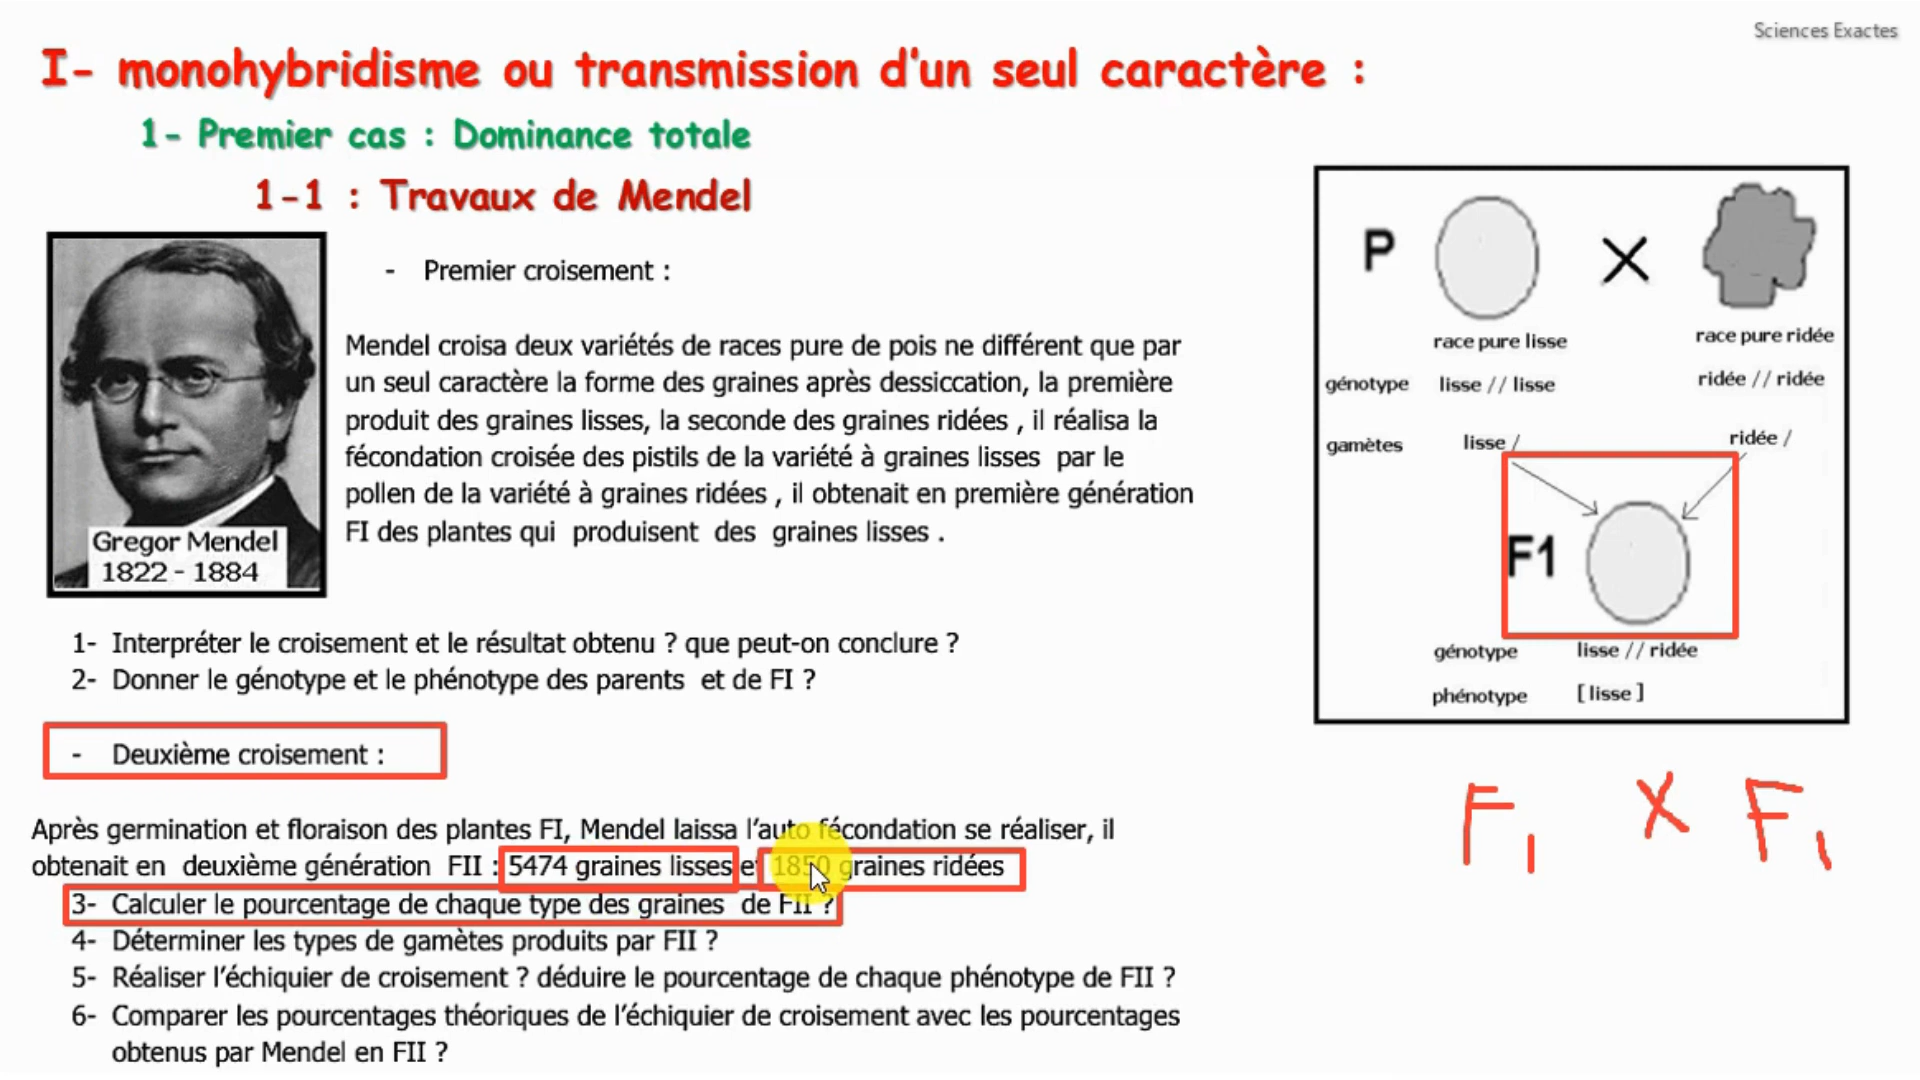 Sciences Exactes
I- monohybridisme ou transmission d'un seul caractère :
1- Premier cas : Dominance totale
1-1 : Travaux de Mendel
- Premier croisement :
Mendel croisa deux variétés de races pure de pois ne différent que par
un seul caractère la forme des graines après dessiccation, la première
produit des graines lisses, la seconde des graines ridées , il réalisa la
fécondation croisée des pistils de la variété à graines lisses par le
pollen de la variété à graines ridées , il obtenait en première génération
FI des plantes qui produisent des graines lisses .
Gregor Mendel
1822 - 1884
1- Interpréter le croisement et le résultat obtenu ? que peut-on conclure ?
2- Donner le génotype et le phénotype des parents et de FI ?
- Deuxième croisement :
Après germination et floraison des plantes FI, Mendel laissa l'auto fécondation se réaliser, il
obtenait en deuxième génération FII : 5474 graines lisses et 1850 graines ridées
3- Calculer le pourcentage de chaque type des graines de FII ?
4- Déterminer les types de gamètes produits par FII ?
5- Réaliser l'échiquier de croisement ? déduire le pourcentage de chaque phénotype de FII ?
6- Comparer les pourcentages théoriques de l'échiquier de croisement avec les pourcentages
obtenus par Mendel en FII ?
P X
race pure lisse race pure ridée
génotype lisse // lisse ridée // ridée
gamètes lisse / ridée /
F1
génotype lisse // ridée
phénotype [ lisse ]
F1 X F1